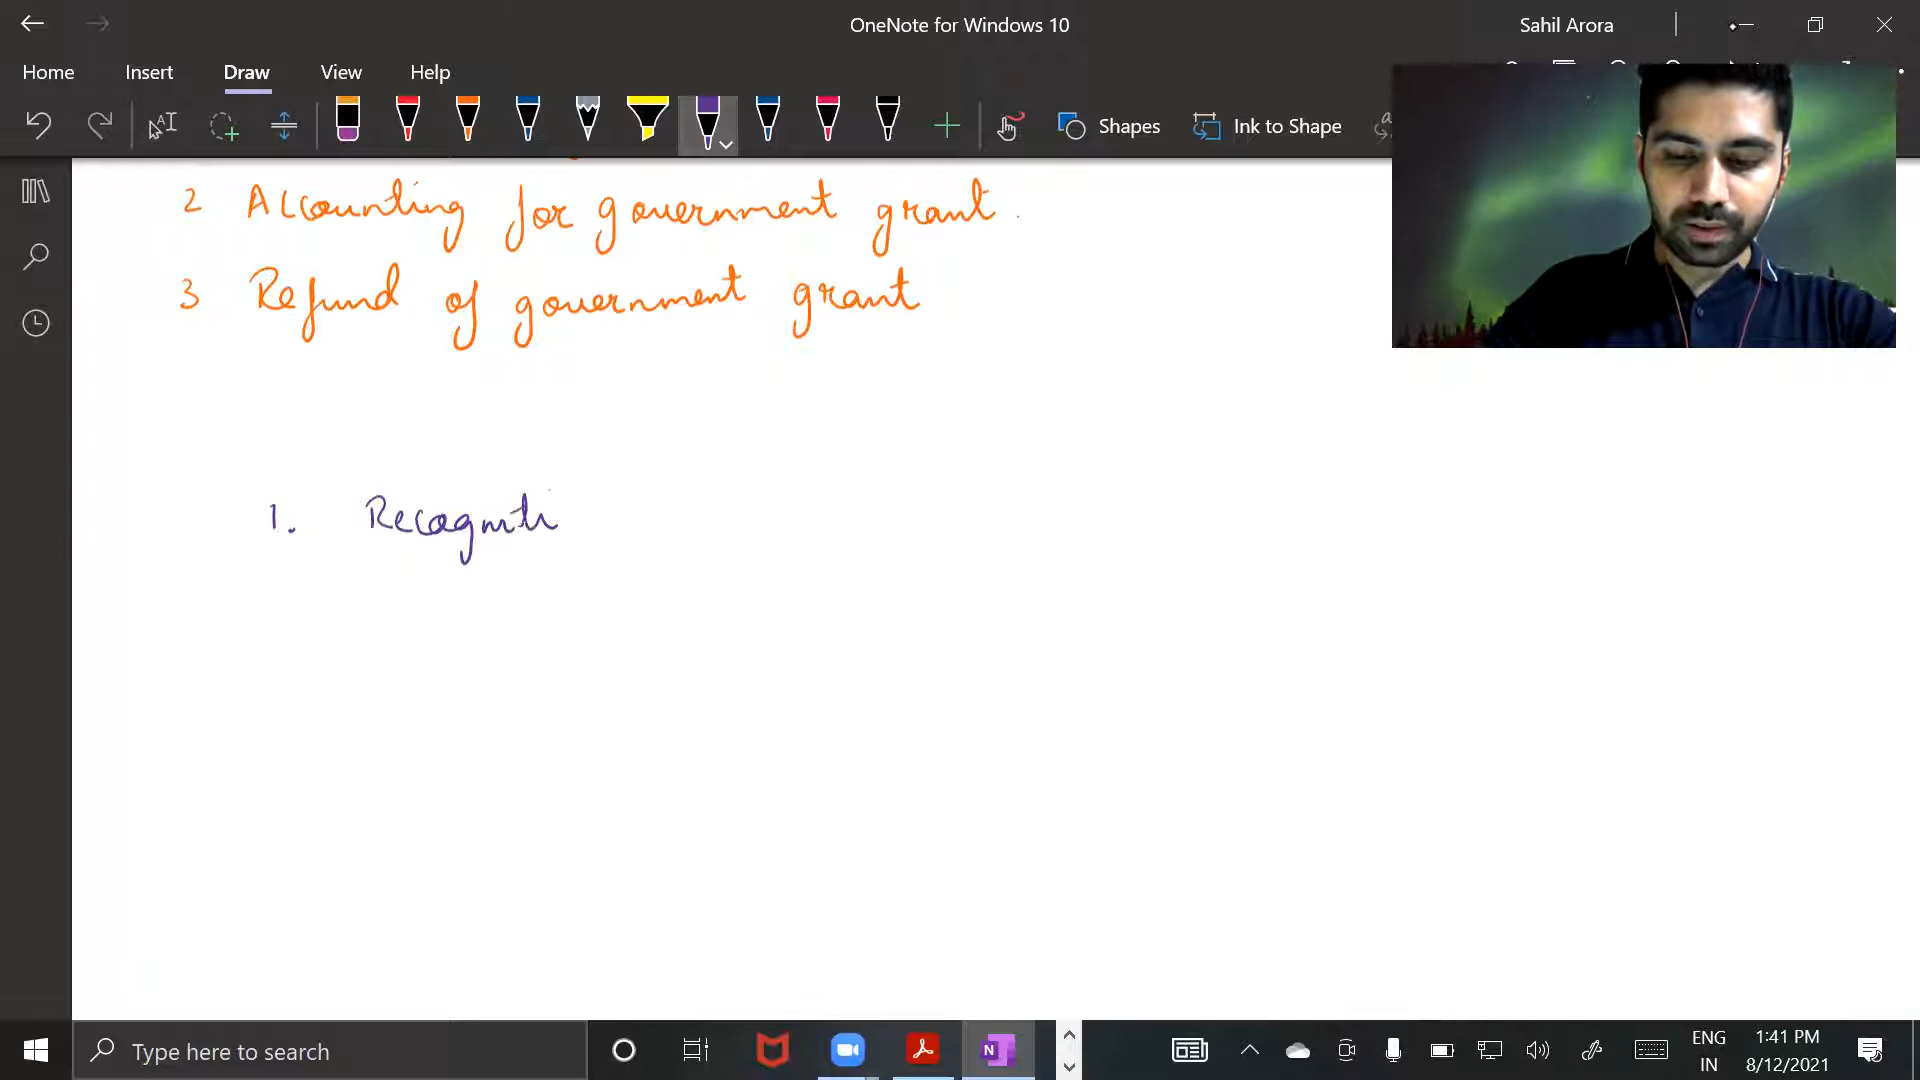 OneNote for Windows 10
Sahil Arora
Home Insert Draw View Help
Shapes Ink to Shape
2 Accounting for government grant.
3 Refund of government grant
1. Recogniti
Type here to search
ENG 1:41 PM
IN 8/12/2021